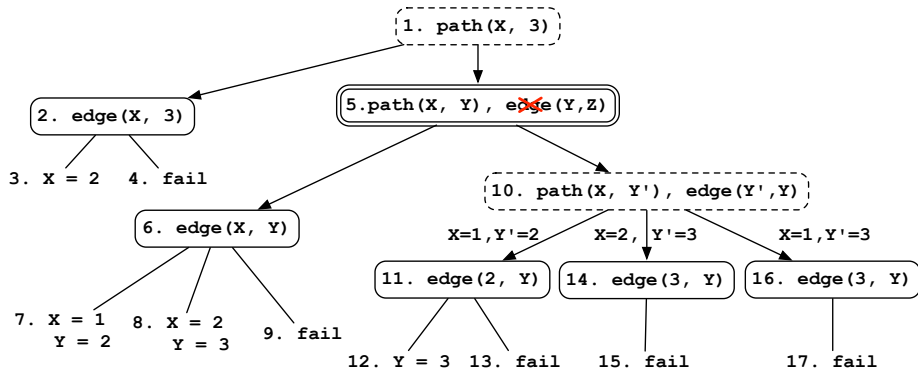 1. path(X, 3)
5.path(X, Y), edge(Y,Z)
2. edge(X, 3)
3. X = 2 4. fail
10. path(X, Y'), edge(Y',Y)
6. edge(X, Y)
X=1,Y'=2 X=2, Y'=3 X=1,Y'=3
11. edge(2, Y) 14. edge(3, Y) 16. edge(3, Y)
7. X = 1 8. X = 2 9. fail
Y = 2 Y = 3
12. Y = 3 13. fail 15. fail 17. fail